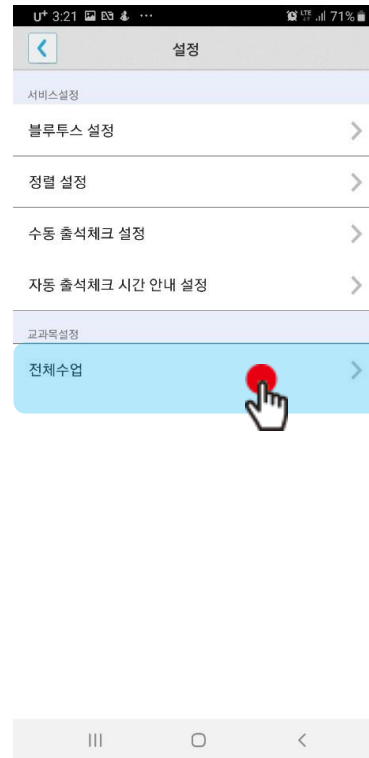 U+ 3:21 ··· LTE 71%
설정
서비스설정
블루투스 설정
정렬 설정
수동 출석체크 설정
자동 출석체크 시간 안내 설정
교과목설정
전체수업